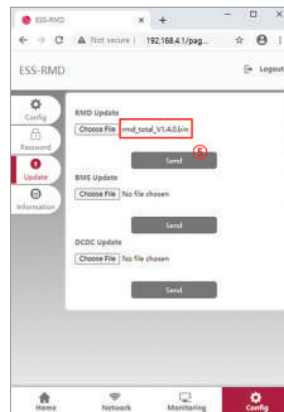 ESS-RMD
Not secure | 192.168.4.1/pag...
ESS-RMD
Logout
Config
Password
Update
Information
RMD Update
Choose File rmd_total_V1.4.0.bin
Send ⑤
BMS Update
Choose File No file chosen
Send
DCDC Update
Choose File No file chosen
Send
Home Network Monitoring Config